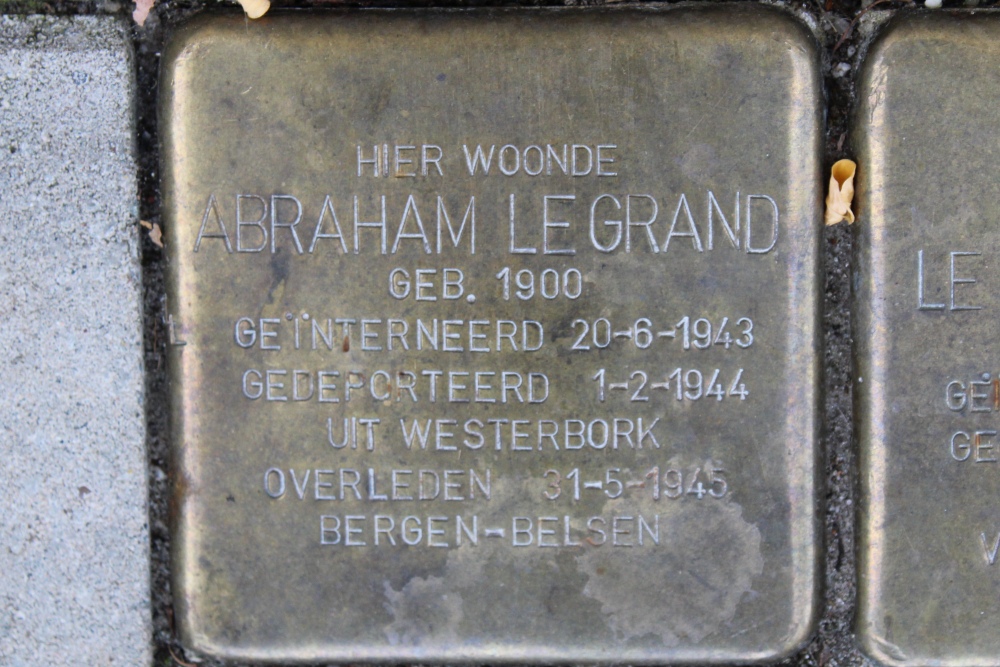 HIER WOONDE
ABRAHAM LE GRAND
GEB. 1900
GEÏNTERNEERD 20-6-1943
GEDEPORTEERD 1-2-1944
UIT WESTERBORK
OVERLEDEN 31-5-1945
BERGEN-BELSEN
LE